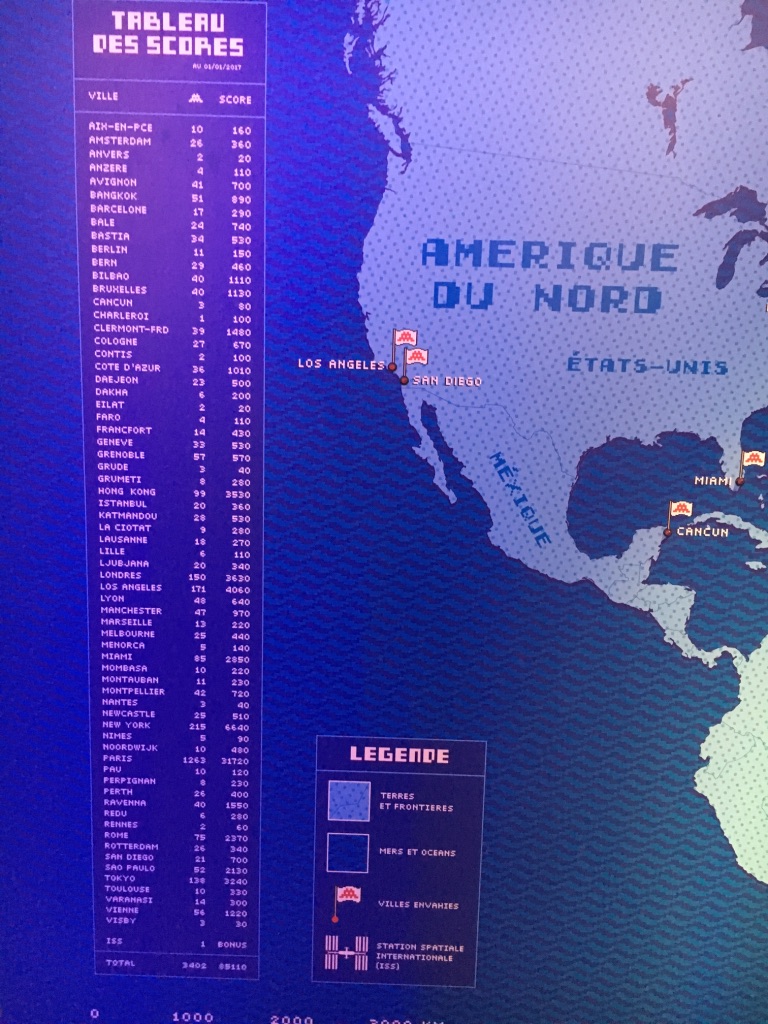 TABLEAU
DES SCORES
AU 01/01/2017
VILLE SCORE
AIX-EN-PCE 10 160
AMSTERDAM 26 360
ANVERS 2 20
ANZERE 4 110
AVIGNON 41 700
BANGKOK 51 890
BARCELONE 17 290
BALE 24 740
BASTIA 34 530
BERLIN 11 150
BERN 29 460
BILBAO 40 1110
BRUXELLES 40 1130
CANCUN 3 80
CHARLEROI 1 100
CLERMONT-FRD 39 1480
COLOGNE 27 670
CONTIS 2 100
COTE D'AZUR 36 1010
DAEJEON 23 500
DAKHA 6 200
EILAT 2 20
FARO 4 110
FRANCFORT 14 430
GENEVE 33 530
GRENOBLE 57 570
GRUDE 3 40
GRUMETI 8 280
HONG KONG 99 3530
ISTANBUL 20 360
KATMANDOU 28 530
LA CIOTAT 9 280
LAUSANNE 18 270
LILLE 6 110
LJUBJANA 20 340
LONDRES 150 3630
LOS ANGELES 171 4060
LYON 48 640
MANCHESTER 47 970
MARSEILLE 13 220
MELBOURNE 25 440
MENORCA 5 140
MIAMI 85 2850
MOMBASA 10 220
MONTAUBAN 11 230
MONTPELLIER 42 720
NANTES 3 40
NEWCASTLE 25 510
NEW YORK 215 6640
NIMES 5 90
NOORDWIJK 10 480
PARIS 1263 31720
PAU 10 120
PERPIGNAN 8 230
PERTH 26 400
RAVENNA 40 1550
REDU 6 280
RENNES 2 60
ROME 75 2370
ROTTERDAM 26 340
SAN DIEGO 21 700
SAO PAULO 52 2130
TOKYO 138 3240
TOULOUSE 10 330
VARANASI 14 300
VIENNE 56 1220
VISBY 3 30
ISS 1 BONUS
TOTAL 3402 85110
AMERIQUE
DU NORD
ÉTATS-UNIS
LOS ANGELES
SAN DIEGO
MÉXIQUE
MIAMI
CANCUN
LEGENDE
TERRES
ET FRONTIERES
MERS ET OCEANS
VILLES ENVAHIES
STATION SPATIALE
INTERNATIONALE
(ISS)
0 1000 2000 3000 KM